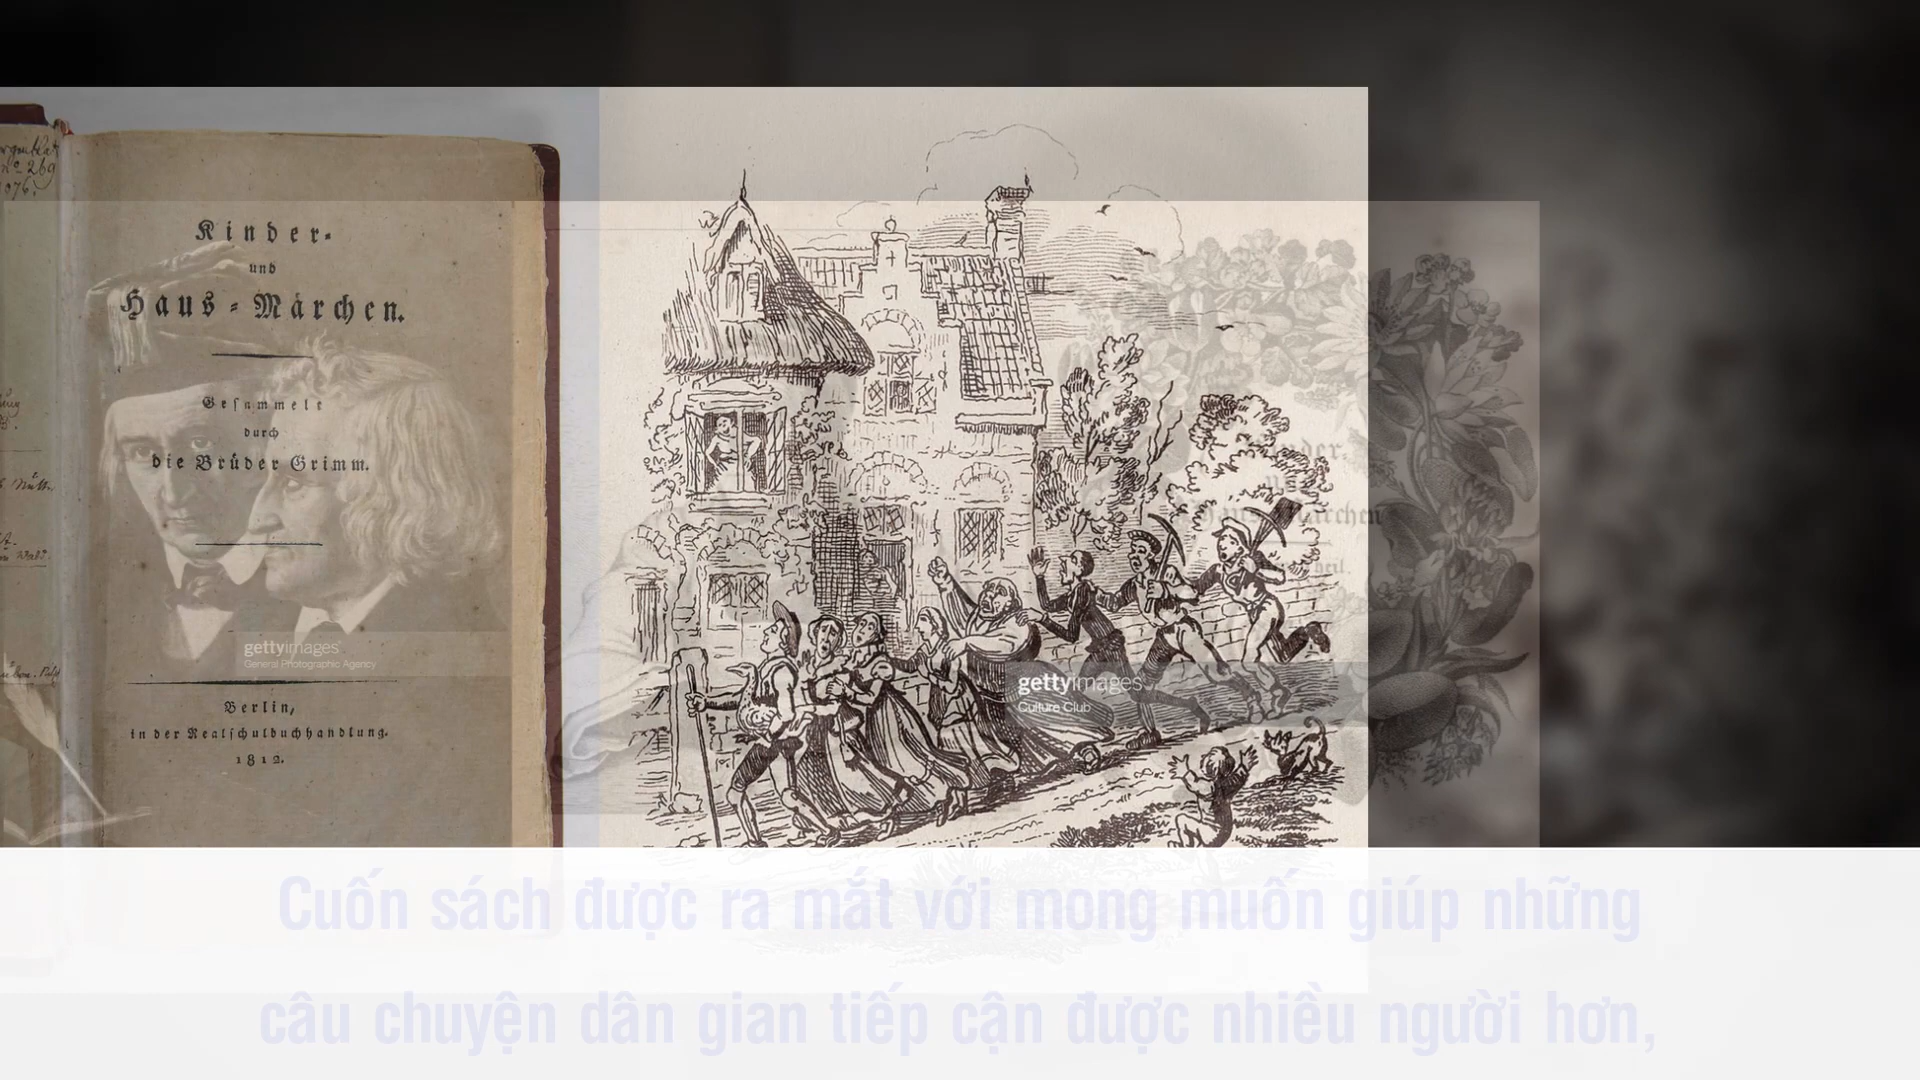 Kinder-
und
Haus-Märchen.
Gesammelt
durch
die Brüder Grimm.
Berlin,
in der Realschulbuchhandlung.
1812.
gettyimages
General Photographic Agency
gettyimages
Culture Club
Cuốn sách được ra mắt với mong muốn giúp những
câu chuyện dân gian tiếp cận được nhiều người hơn,